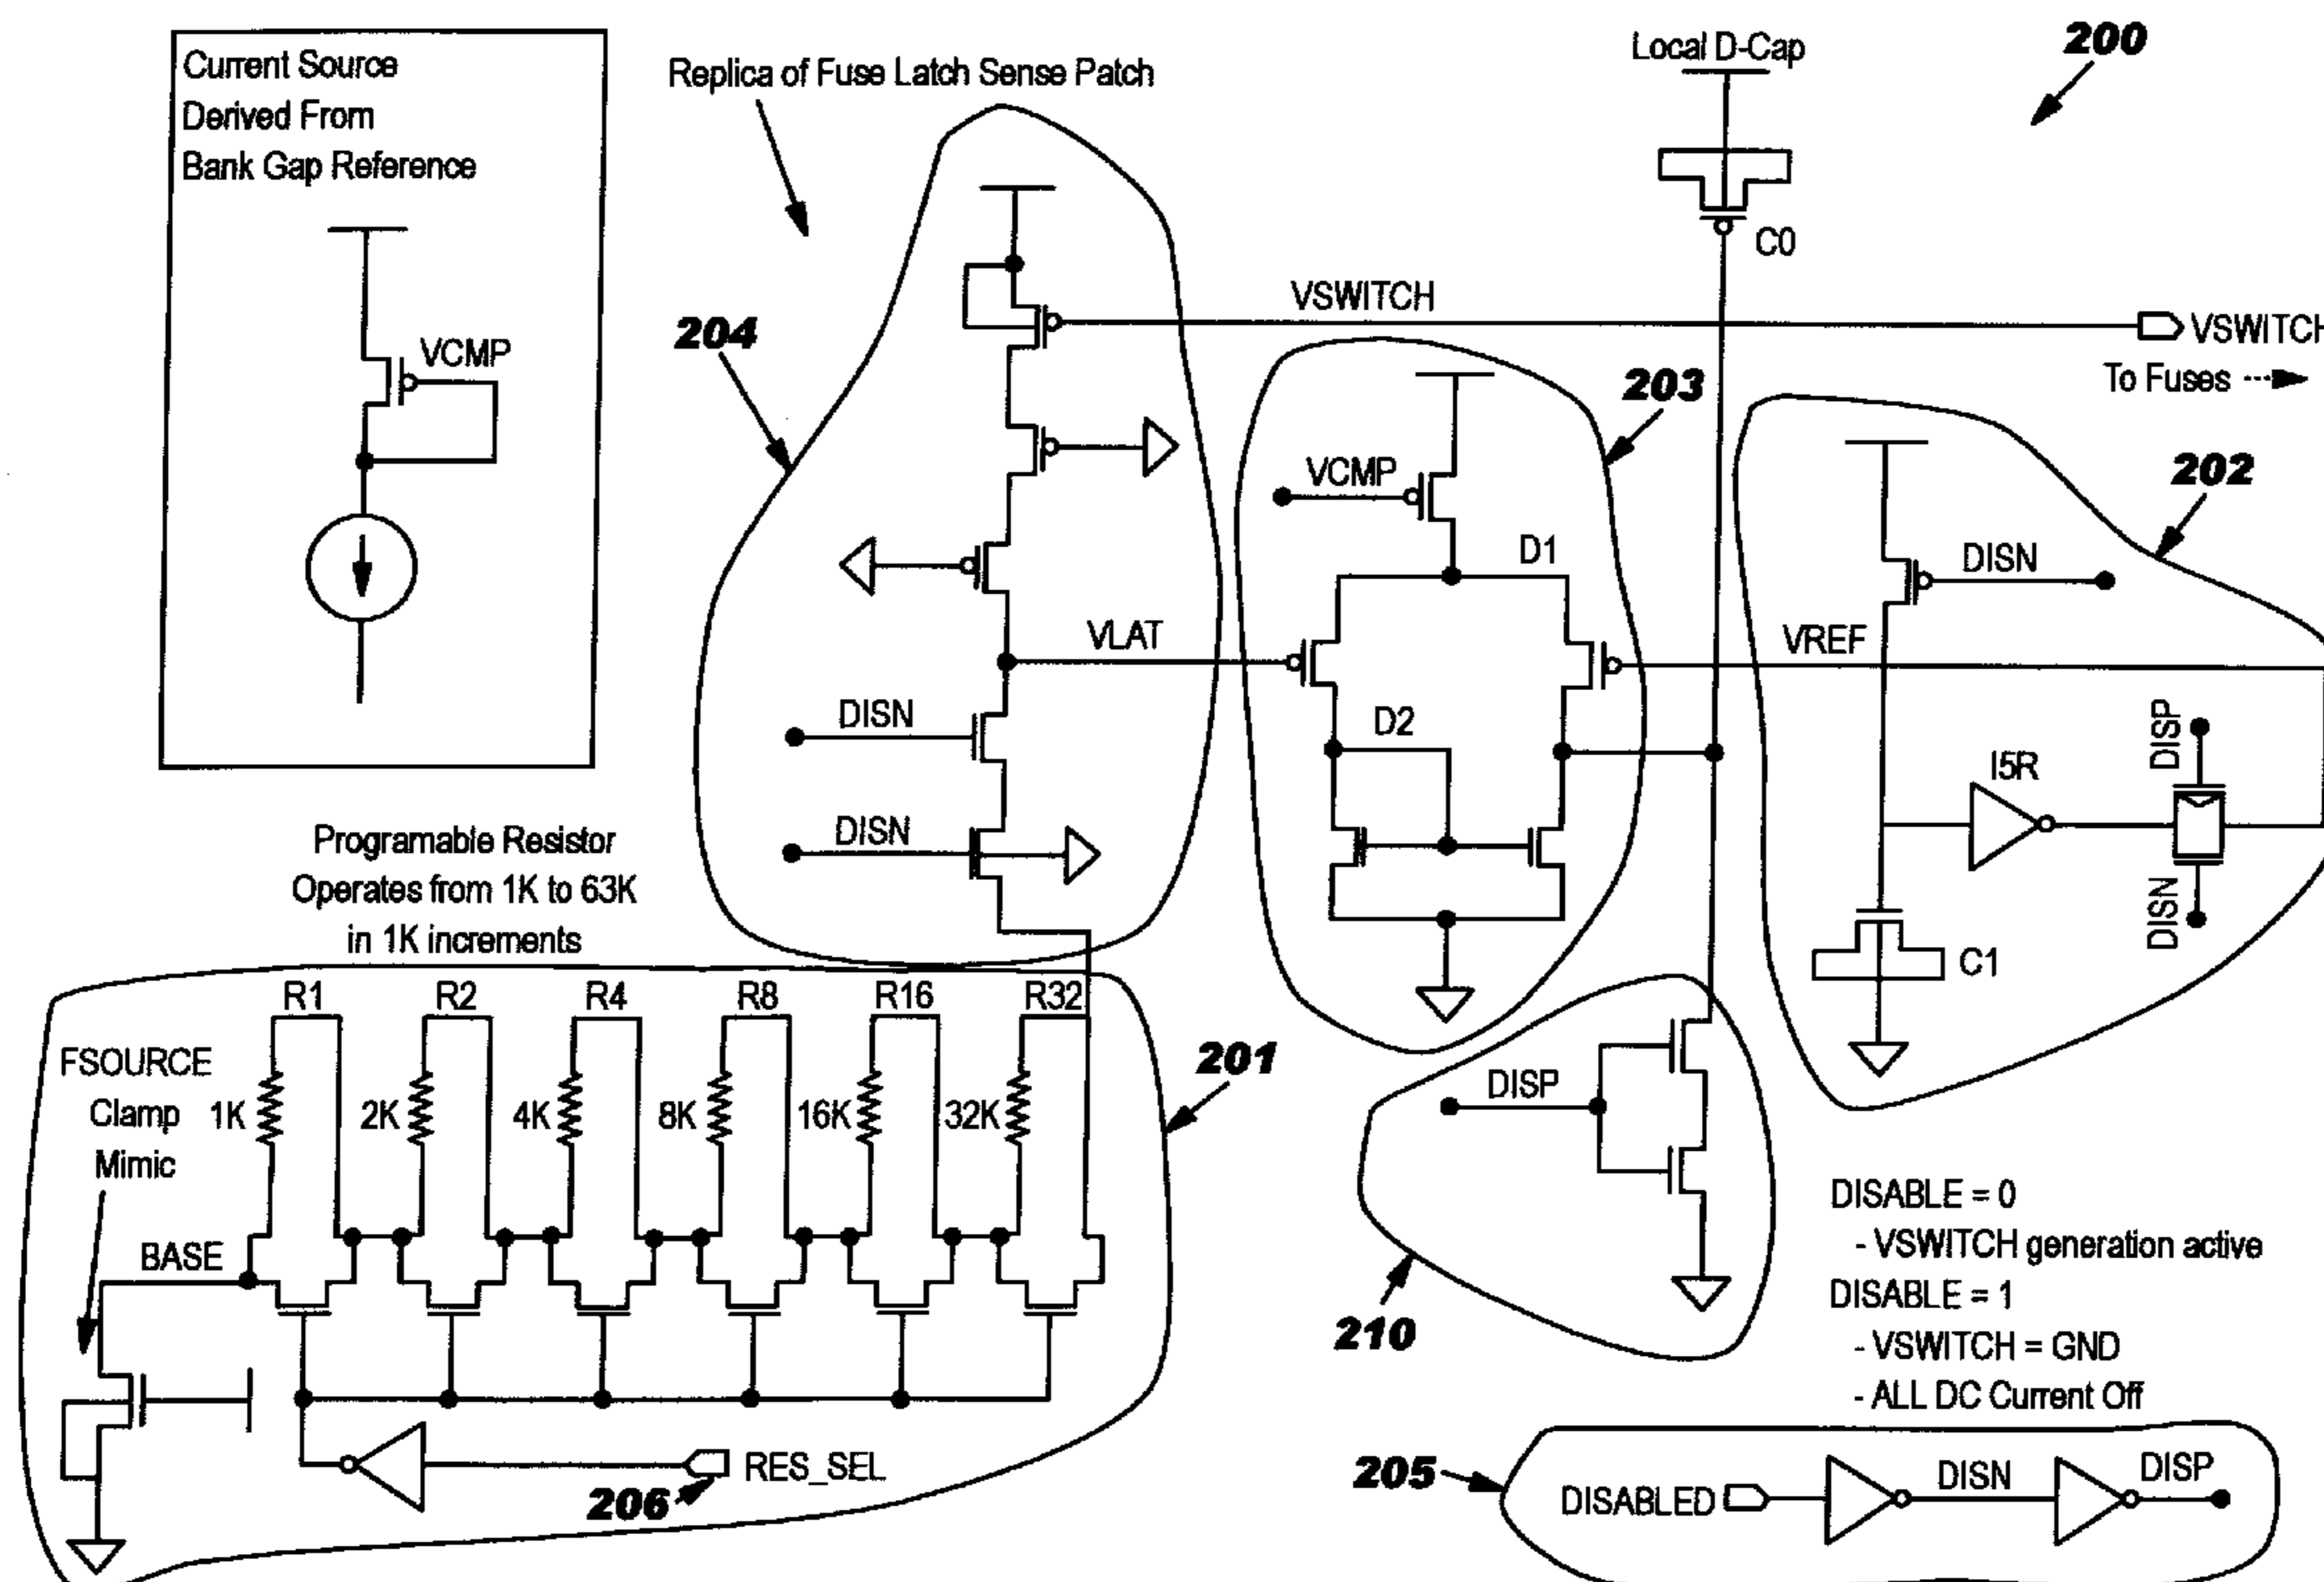 Current Source
Derived From
Bank Gap Reference
VCMP
Replica of Fuse Latch Sense Patch
Local D-Cap
200
C0
VSWITCH
VSWITCH
To Fuses
204
203
202
VCMP
D1
DISN
VLAT
VREF
DISN
D2
DISP
I5R
DISN
DISN
C1
Programable Resistor
Operates from 1K to 63K
in 1K increments
R1
R2
R4
R8
R16
R32
FSOURCE
Clamp
Mimic
1K
2K
4K
8K
16K
32K
201
BASE
DISP
210
DISABLE = 0
- VSWITCH generation active
DISABLE = 1
- VSWITCH = GND
- ALL DC Current Off
RES_SEL
206
205
DISABLED
DISN
DISP